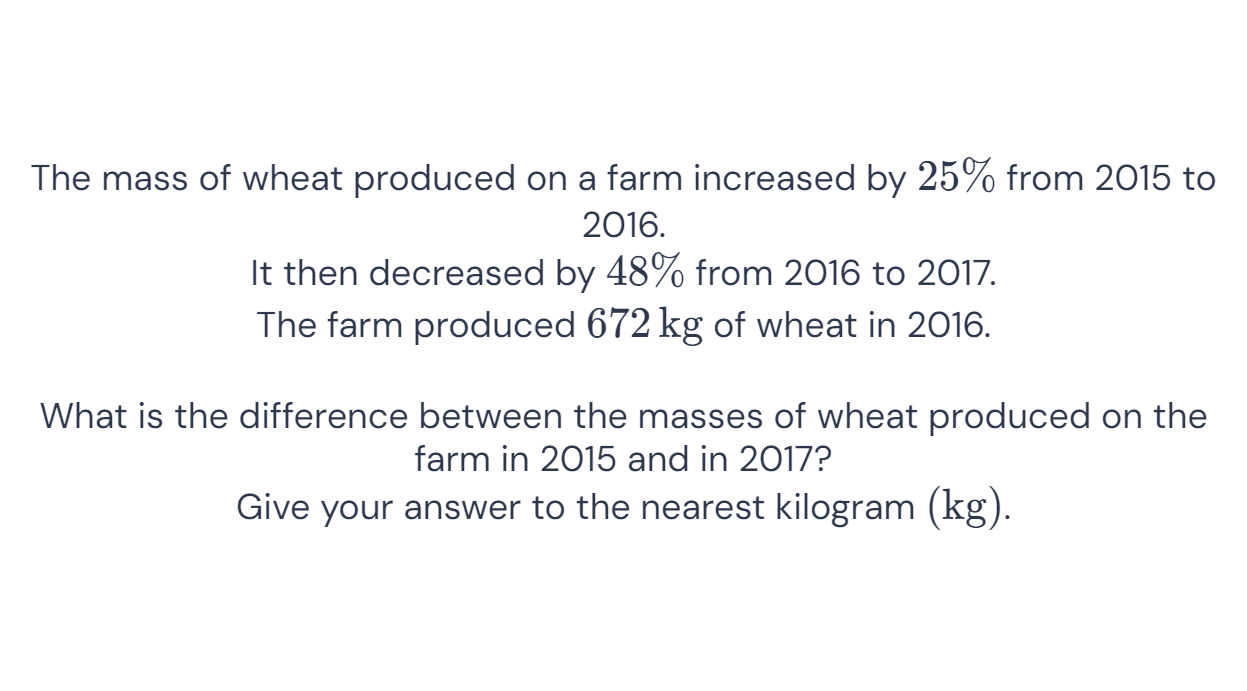 The mass of wheat produced on a farm increased by 25% from 2015 to
2016.
It then decreased by 48% from 2016 to 2017.
The farm produced 672 kg of wheat in 2016.
What is the difference between the masses of wheat produced on the
farm in 2015 and in 2017?
Give your answer to the nearest kilogram (kg).